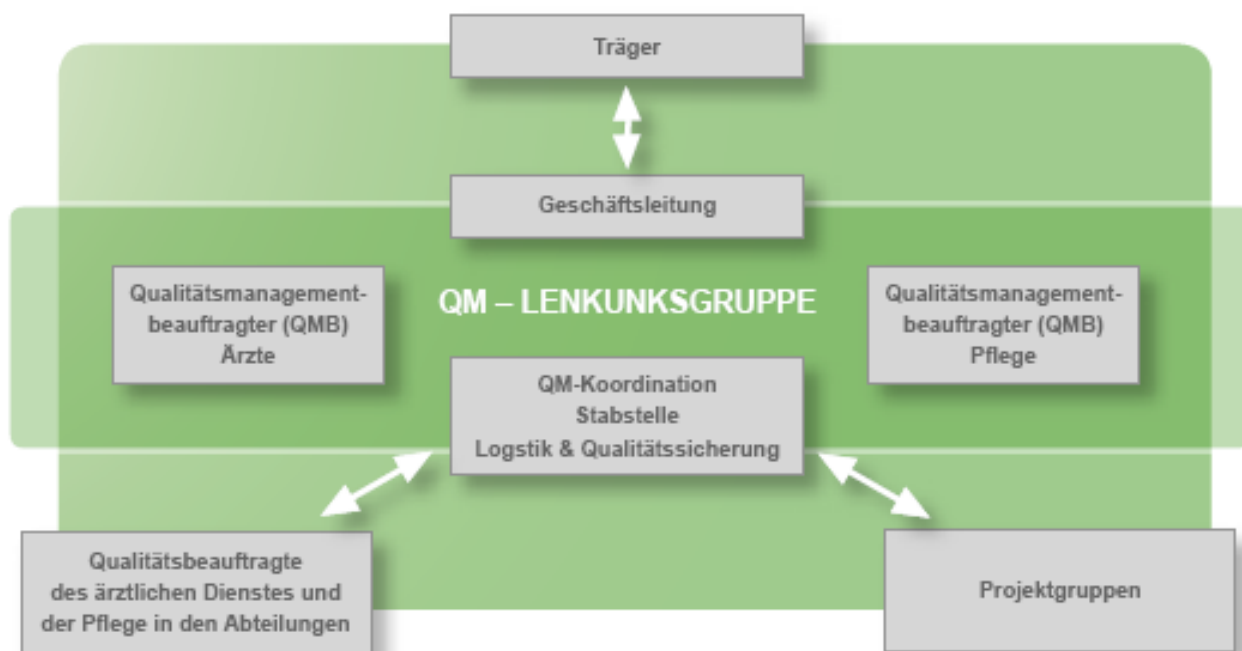 Träger
Geschäftsleitung
Qualitätsmanagement-
beauftragter (QMB)
Ärzte
QM – LENKUNKSGRUPPE
Qualitätsmanagement-
beauftragter (QMB)
Pflege
QM-Koordination
Stabstelle
Logstik & Qualitätssicherung
Qualitätsbeauftragte
des ärztlichen Dienstes und
der Pflege in den Abteilungen
Projektgruppen